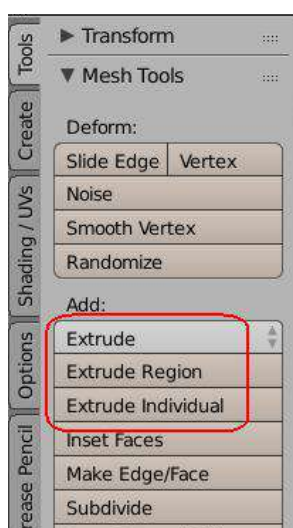 Tools
Create
Shading / UVs
Options
ease Pencil
Transform
Mesh Tools
Deform:
Slide Edge Vertex
Noise
Smooth Vertex
Randomize
Add:
Extrude
Extrude Region
Extrude Individual
Inset Faces
Make Edge/Face
Subdivide